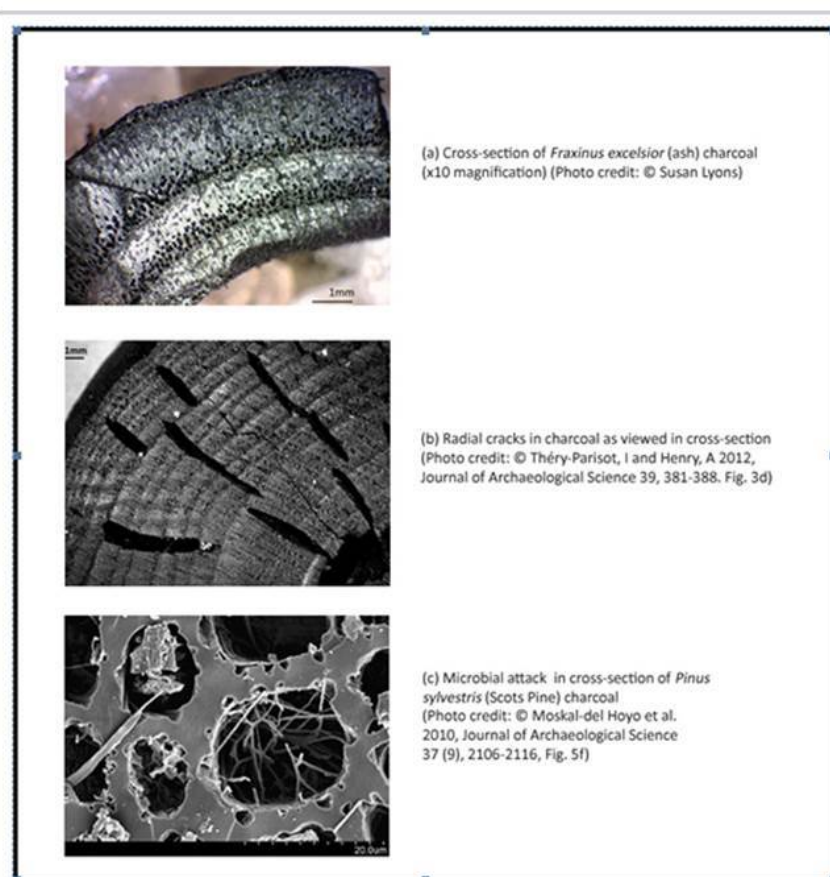 (a) Cross-section of Fraxinus excelsior (ash) charcoal
(x10 magnification) (Photo credit: © Susan Lyons)
1mm
1mm
(b) Radial cracks in charcoal as viewed in cross-section
(Photo credit: © Théry-Parisot, I and Henry, A 2012,
Journal of Archaeological Science 39, 381-388. Fig. 3d)
(c) Microbial attack in cross-section of Pinus
sylvestris (Scots Pine) charcoal
(Photo credit: © Moskal-del Hoyo et al.
2010, Journal of Archaeological Science
37 (9), 2106-2116, Fig. 5f)
20.0um